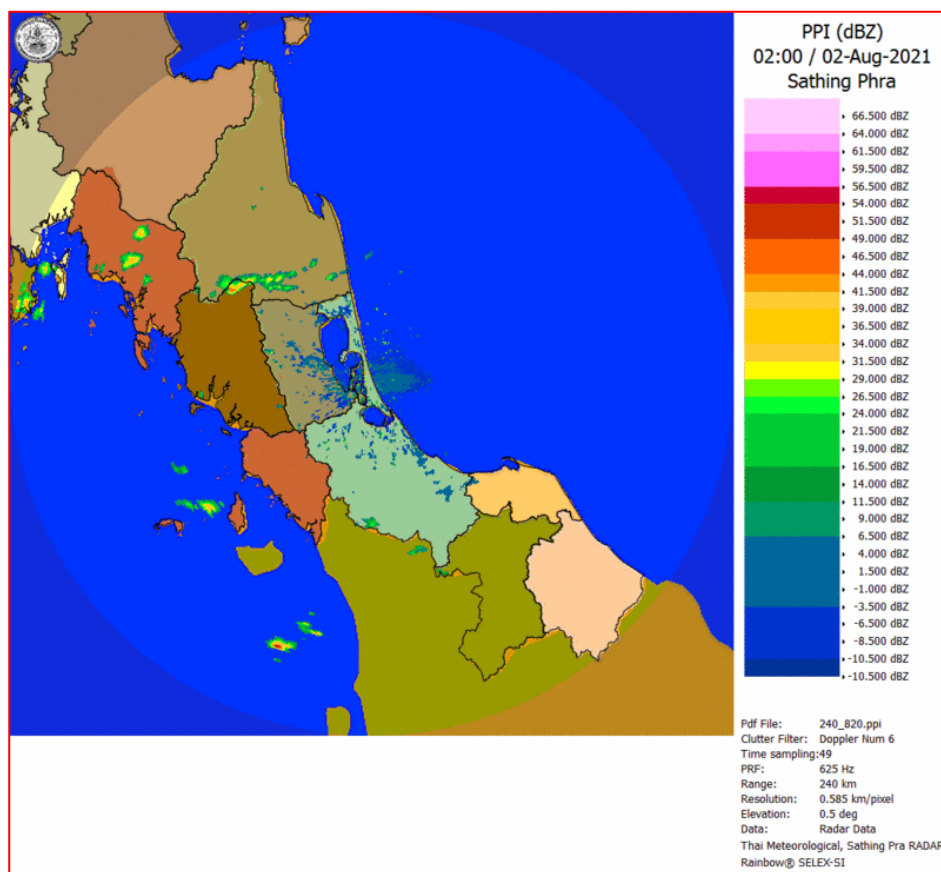 PPI (dBZ)
02:00 / 02-Aug-2021
Sathing Phra
66.500 dBZ
64.000 dBZ
61.500 dBZ
59.500 dBZ
56.500 dBZ
54.000 dBZ
51.500 dBZ
49.000 dBZ
46.500 dBZ
44.000 dBZ
41.500 dBZ
39.000 dBZ
36.500 dBZ
34.000 dBZ
31.500 dBZ
29.000 dBZ
26.500 dBZ
24.000 dBZ
21.500 dBZ
19.000 dBZ
16.500 dBZ
14.000 dBZ
11.500 dBZ
9.000 dBZ
6.500 dBZ
4.000 dBZ
1.500 dBZ
-1.000 dBZ
-3.500 dBZ
-6.500 dBZ
-8.500 dBZ
-10.500 dBZ
-10.500 dBZ
Pdf File: 240_820.ppi
Clutter Filter: Doppler Num 6
Time sampling:49
PRF: 625 Hz
Range: 240 km
Resolution: 0.585 km/pixel
Elevation: 0.5 deg
Data: Radar Data
Thai Meteorological, Sathing Pra RADAR
Rainbow® SELEX-SI